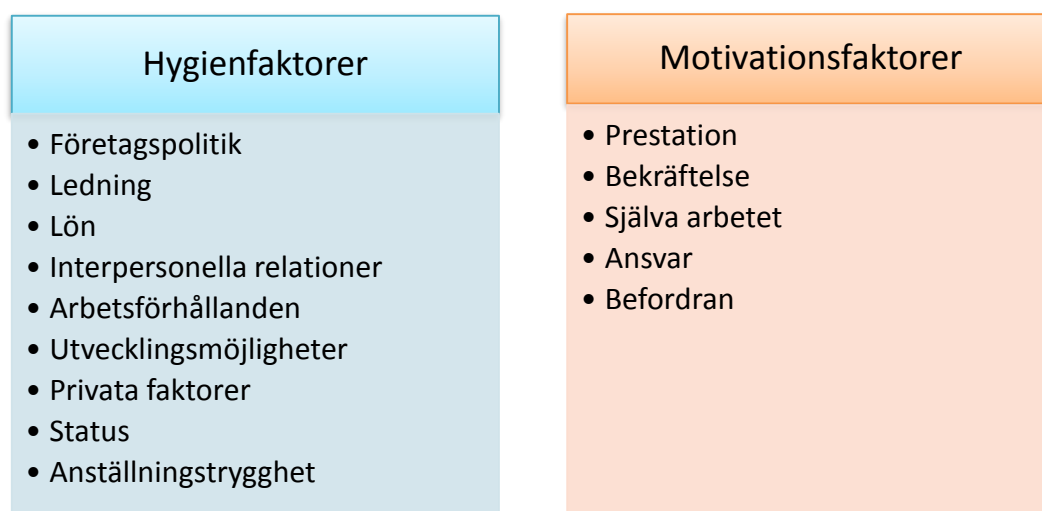 Hygienfaktorer
• Företagspolitik
• Ledning
• Lön
• Interpersonella relationer
• Arbetsförhållanden
• Utvecklingsmöjligheter
• Privata faktorer
• Status
• Anställningstrygghet
Motivationsfaktorer
• Prestation
• Bekräftelse
• Själva arbetet
• Ansvar
• Befordran